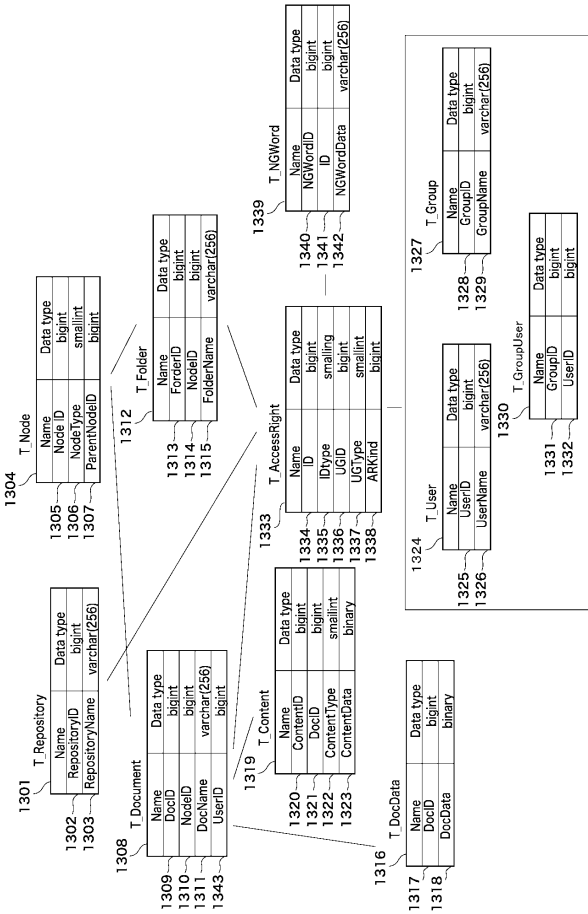 1301
T_Repository
Name Data type
1302 RepositoryID bigint
1303 RepositoryName varchar(256)
1304
T_Node
Name Data type
1305 Node ID bigint
1306 NodeType smallint
1307 ParentNodeID bigint
1308
T_Document
Name Data type
1309 DocID bigint
1310 NodeID bigint
1311 DocName varchar(256)
1343 UserID bigint
1312
T_Folder
Name Data type
1313 ForderID bigint
1314 NodeID bigint
1315 FolderName varchar(256)
1316
T_DocData
Name Data type
1317 DocID bigint
1318 DocData binary
1319
T_Content
Name Data type
1320 ContentID bigint
1321 DocID bigint
1322 ContentType smallint
1323 ContentData binary
1333
T_AccessRight
Name Data type
1334 ID bigint
1335 IDtype smalling
1336 UGID bigint
1337 UGType smallint
1338 ARKind bigint
1339
T_NGWord
Name Data type
1340 NGWordID bigint
1341 ID bigint
1342 NGWordData varchar(256)
1324
T_User
Name Data type
1325 UserID bigint
1326 UserName varchar(256)
1327
T_Group
Name Data type
1328 GroupID bigint
1329 GroupName varchar(256)
1330
T_GroupUser
Name Data type
1331 GroupID bigint
1332 UserID bigint